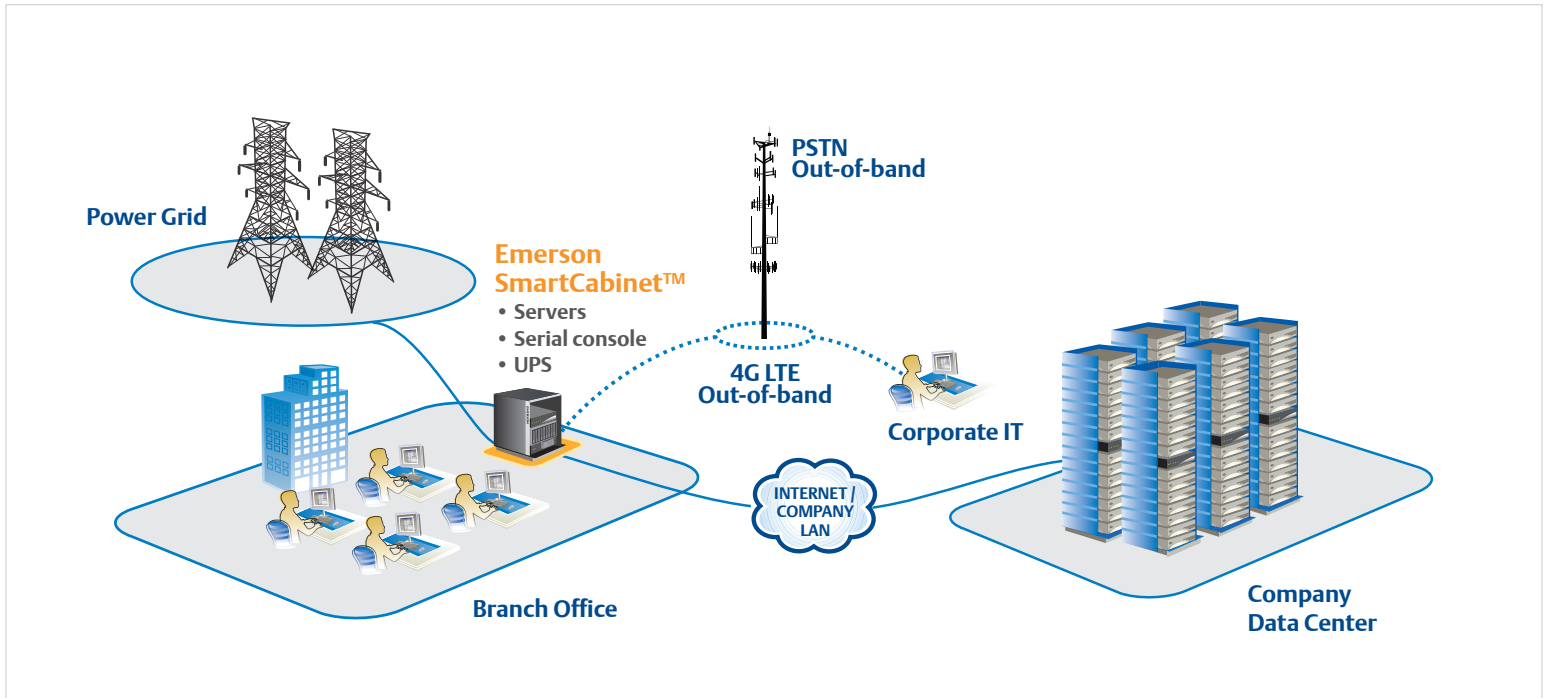 Power Grid
Emerson
SmartCabinet™
• Servers
• Serial console
• UPS
PSTN
Out-of-band
4G LTE
Out-of-band
Corporate IT
INTERNET /
COMPANY
LAN
Branch Office
Company
Data Center